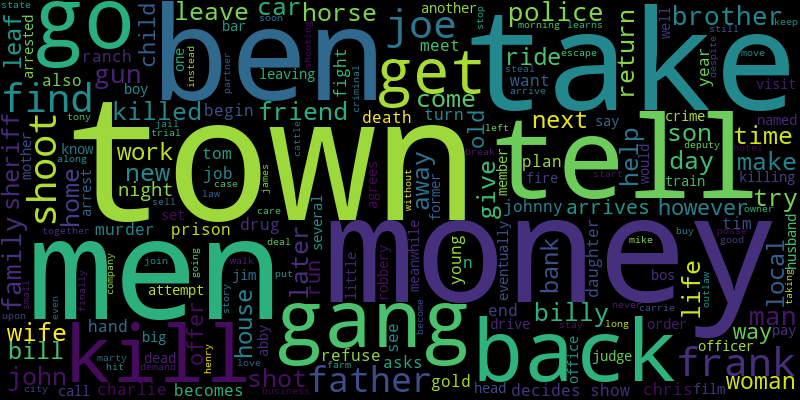 state
go
ben
leave
car
horse
joe
police
another
soon
stop
take
brother
keep
leaf
arrested
child
bar
meet
morning
learns
well
still
ranch
one
instead
partner
leaving
shooting
fight
get
ride
escape
return
year
despite
move
find
also
gun
boy
criminal
want
steal
arrive
visit
sheriff
tony
killed
begin
friend
death
come
turn
old
next
say
crime
named
mother
shoot
know
along
jail
trial
town
cattle
left
tell
son
deputy
time
work
tom
new
job
case
law
night
arrest
home
james
agrees
without
away
former
give
member
break
plan
fire
help
would
day
hotel
train
make
killing
try
family
set
sell
care
drug
several
johnny
arrives
however
owner
together
murder
prison
later
meanwhile
eventually
start
tim
buy
posse
husband
men
join
company
going
jim
deal
walk
put
run
little
robbery
young
n
money
mike
good
daughter
bank
bos
local
upon
small
finally
even
attempt
story
house
offer
gang
see
become
end
drive
billy
never
carrie
order
life
outlaw
taking
way
man
wife
hand
big
abby
refuse
stay
long
officer
pay
bill
kill
marty
hit
dead
demand
henry
love
asks
back
office
judge
frank
john
city
call
charlie
becomes
shot
farm
business
father
gold
head
decides
show
chris
film
woman